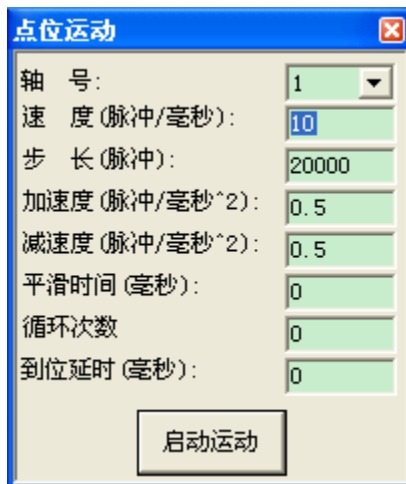 点位运动
轴 号: 1
速 度(脉冲/毫秒): 10
步 长(脉冲): 20000
加速度(脉冲/毫秒^2): 0.5
减速度(脉冲/毫秒^2): 0.5
平滑时间(毫秒): 0
循环次数 0
到位延时(毫秒): 0
启动运动